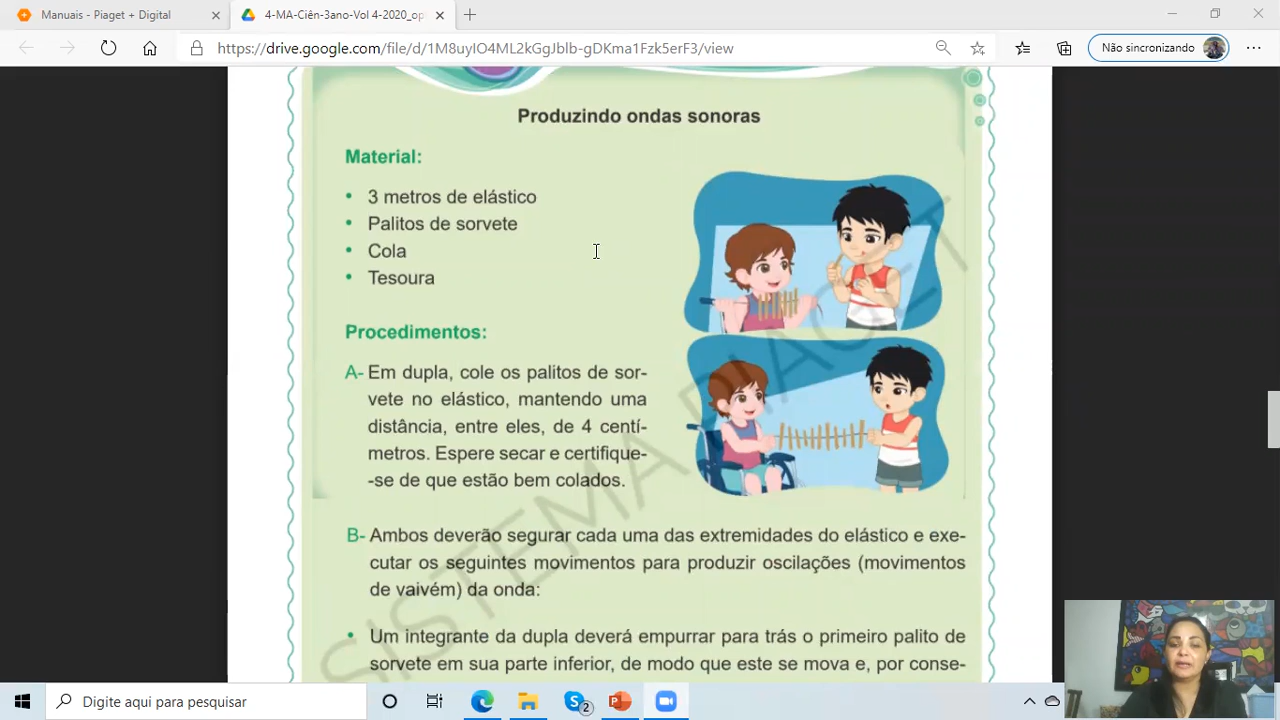 Manuais - Piaget + Digital
4-MA-Ciên-3ano-Vol 4-2020_op
https://drive.google.com/file/d/1M8uyIO4ML2kGgJblb-gDKma1Fzk5erF3/view
Não sincronizando
Produzindo ondas sonoras
Material:
• 3 metros de elástico
• Palitos de sorvete
• Cola
• Tesoura
Procedimentos:
A- Em dupla, cole os palitos de sor-
vete no elástico, mantendo uma
distância, entre eles, de 4 centí-
metros. Espere secar e certifique-
-se de que estão bem colados.
B- Ambos deverão segurar cada uma das extremidades do elástico e exe-
cutar os seguintes movimentos para produzir oscilações (movimentos
de vaivém) da onda:
• Um integrante da dupla deverá empurrar para trás o primeiro palito de
sorvete em sua parte inferior, de modo que este se mova e, por conse-
SISTEMA PIAGET
Digite aqui para pesquisar
2